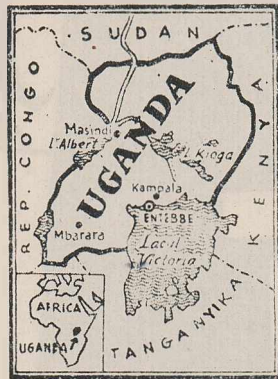 SUDAN
REP. CONGO
UGANDA
Masindi
l. Albert
l. Kioga
KENYA
Kampala
ENTEBBE
Mbarara
Lacul
Victoria
TANGANYIKA
AFRICA
UGANDA